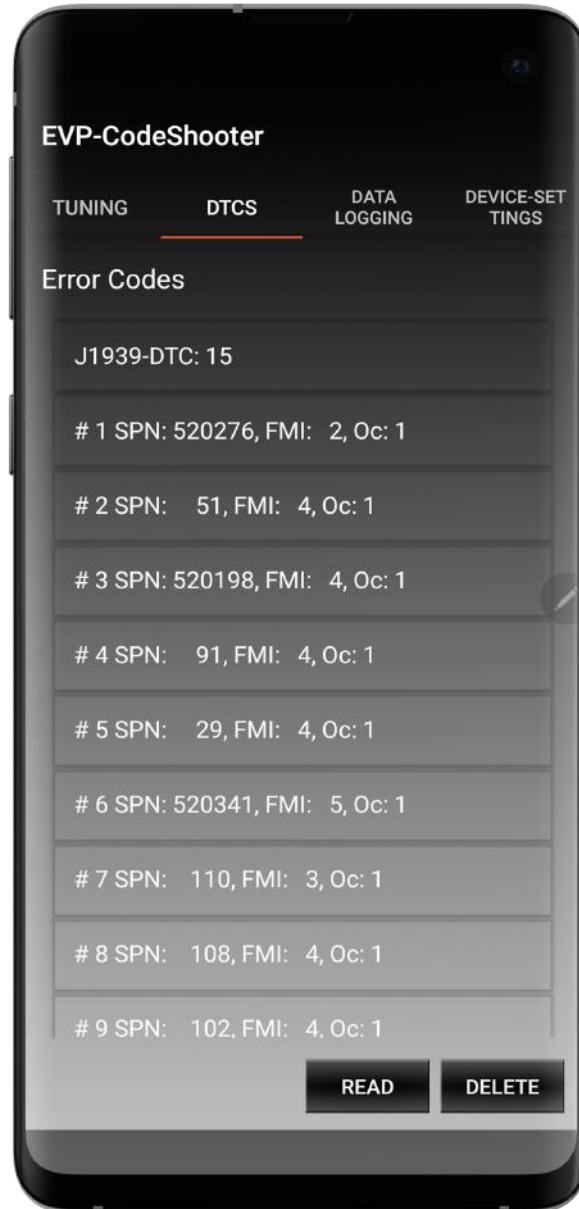 EVP-CodeShooter
TUNING
DTCS
DATA
LOGGING
DEVICE-SET
TINGS
Error Codes
J1939-DTC: 15
# 1 SPN: 520276, FMI:   2, Oc: 1
# 2 SPN:     51, FMI:   4, Oc: 1
# 3 SPN: 520198, FMI:   4, Oc: 1
# 4 SPN:     91, FMI:   4, Oc: 1
# 5 SPN:     29, FMI:   4, Oc: 1
# 6 SPN: 520341, FMI:   5, Oc: 1
# 7 SPN:    110, FMI:   3, Oc: 1
# 8 SPN:    108, FMI:   4, Oc: 1
# 9 SPN:    102, FMI:   4, Oc: 1
READ
DELETE